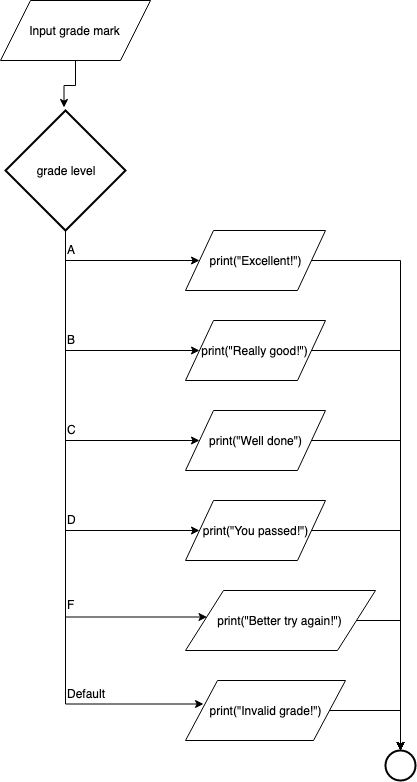 Input grade mark
grade level
A
print("Excellent!")
B
print("Really good!")
C
print("Well done")
D
print("You passed!")
F
print("Better try again!")
Default
print("Invalid grade!")